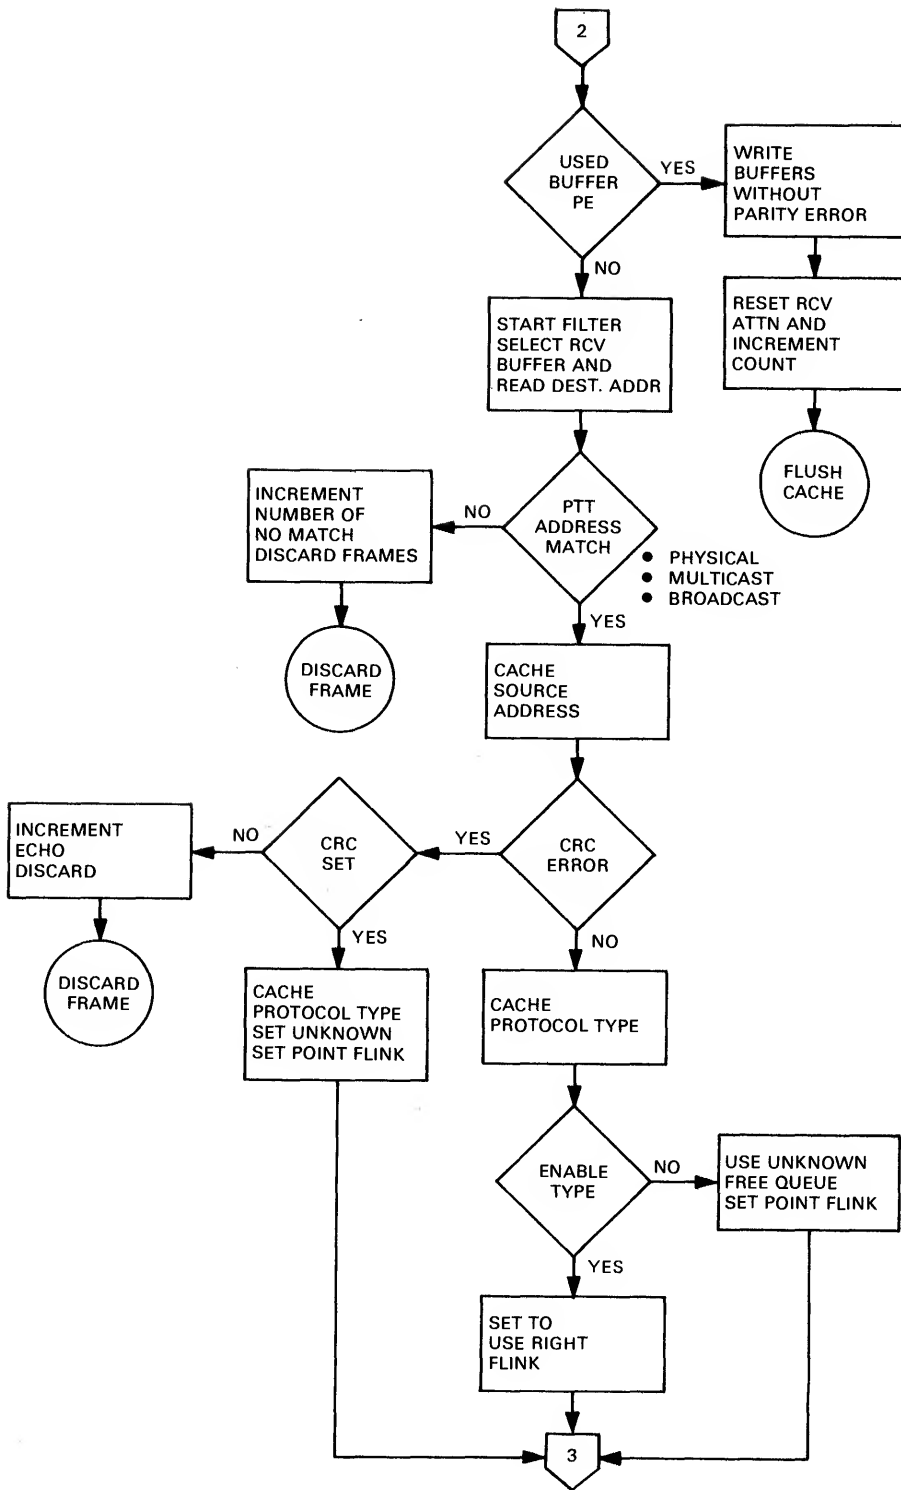 2
USED
BUFFER
PE
YES
WRITE
BUFFERS
WITHOUT
PARITY ERROR
NO
START FILTER
SELECT RCV
BUFFER AND
READ DEST. ADDR
RESET RCV
ATTN AND
INCREMENT
COUNT
FLUSH
CACHE
PTT
ADDRESS
MATCH
NO
INCREMENT
NUMBER OF
NO MATCH
DISCARD FRAMES
• PHYSICAL
• MULTICAST
• BROADCAST
YES
DISCARD
FRAME
CACHE
SOURCE
ADDRESS
CRC
ERROR
YES
CRC
SET
NO
INCREMENT
ECHO
DISCARD
DISCARD
FRAME
YES
CACHE
PROTOCOL TYPE
SET UNKNOWN
SET POINT FLINK
NO
CACHE
PROTOCOL TYPE
ENABLE
TYPE
NO
USE UNKNOWN
FREE QUEUE
SET POINT FLINK
YES
SET TO
USE RIGHT
FLINK
3